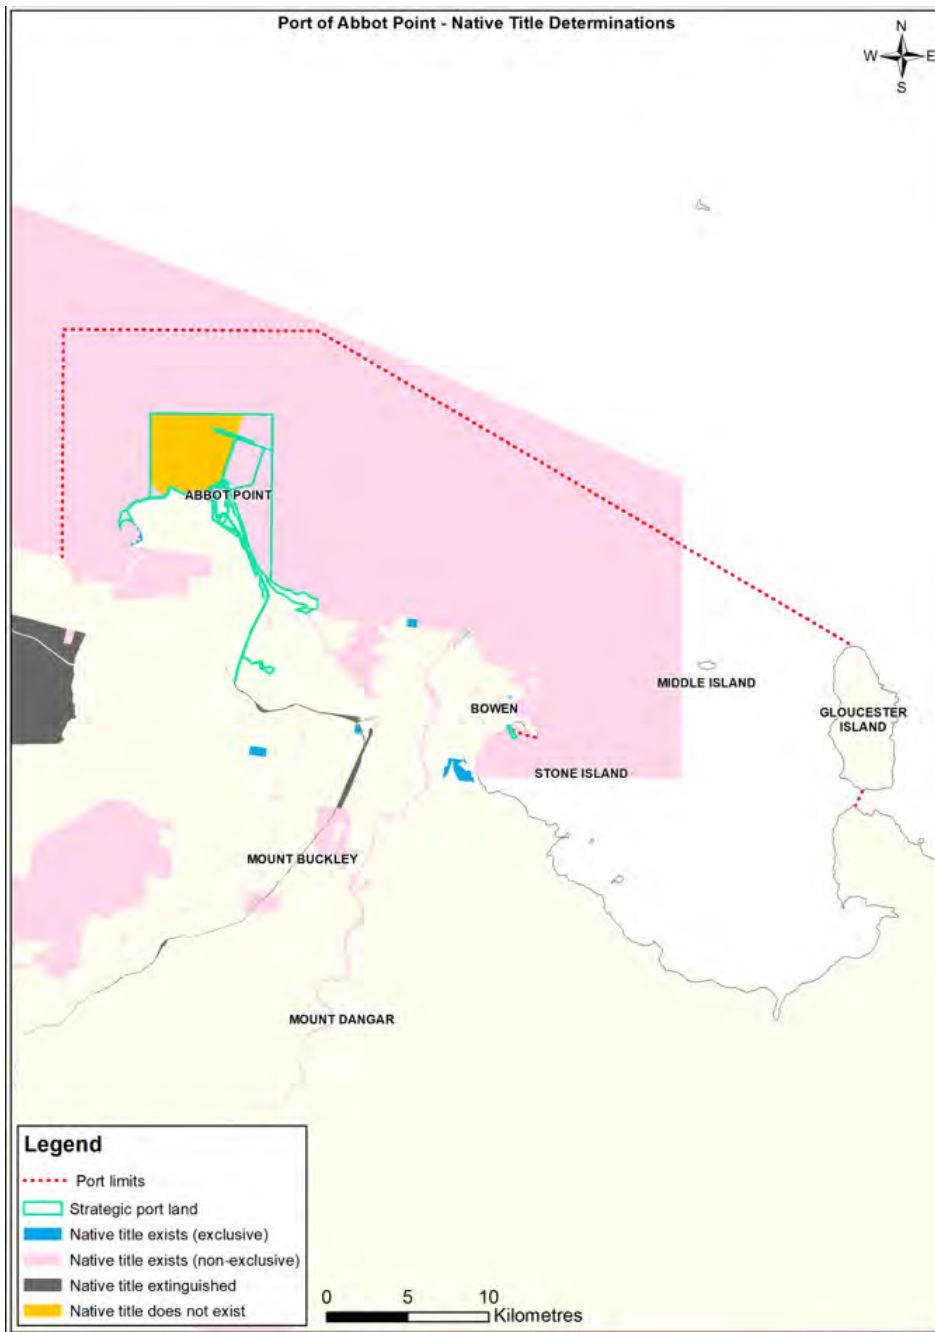 Port of Abbot Point - Native Title Determinations
N
W E
S
ABBOT POINT
MIDDLE ISLAND
BOWEN
GLOUCESTER
ISLAND
STONE ISLAND
MOUNT BUCKLEY
MOUNT DANGAR
Legend
Port limits
Strategic port land
Native title exists (exclusive)
Native title exists (non-exclusive)
Native title extinguished
Native title does not exist
0 5 10
Kilometres